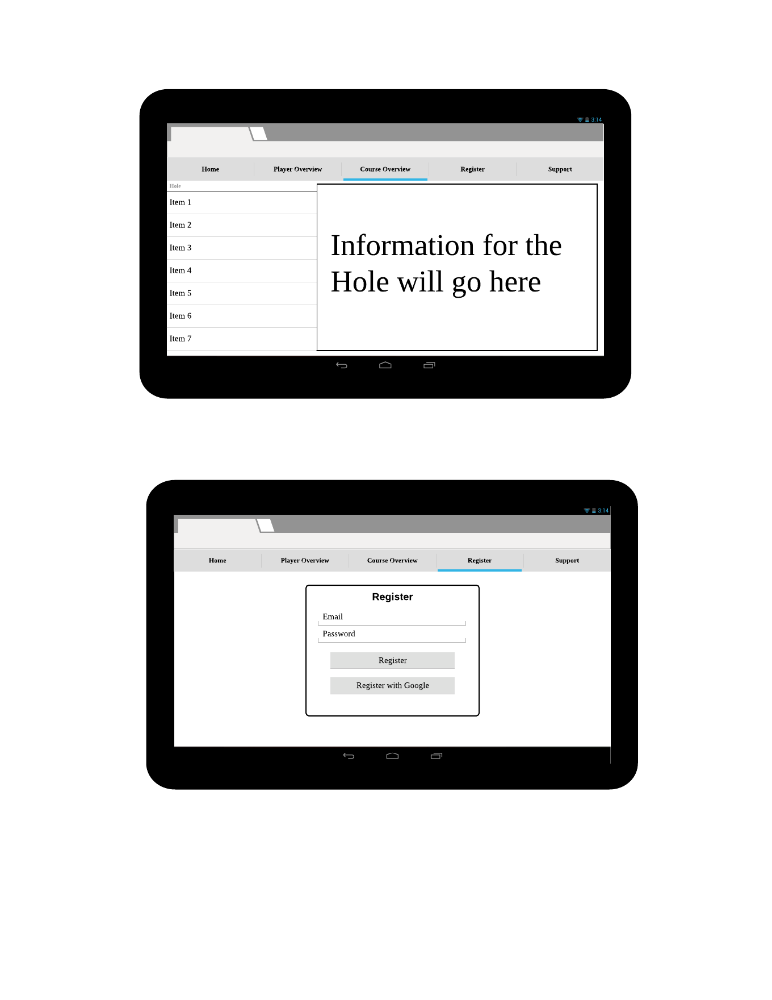 3:14
Home Player Overview Course Overview Register Support
Hole
Item 1
Item 2
Item 3
Item 4
Item 5
Item 6
Item 7
Information for the
Hole will go here
3:14
Home Player Overview Course Overview Register Support
Register
Email
Password
Register
Register with Google